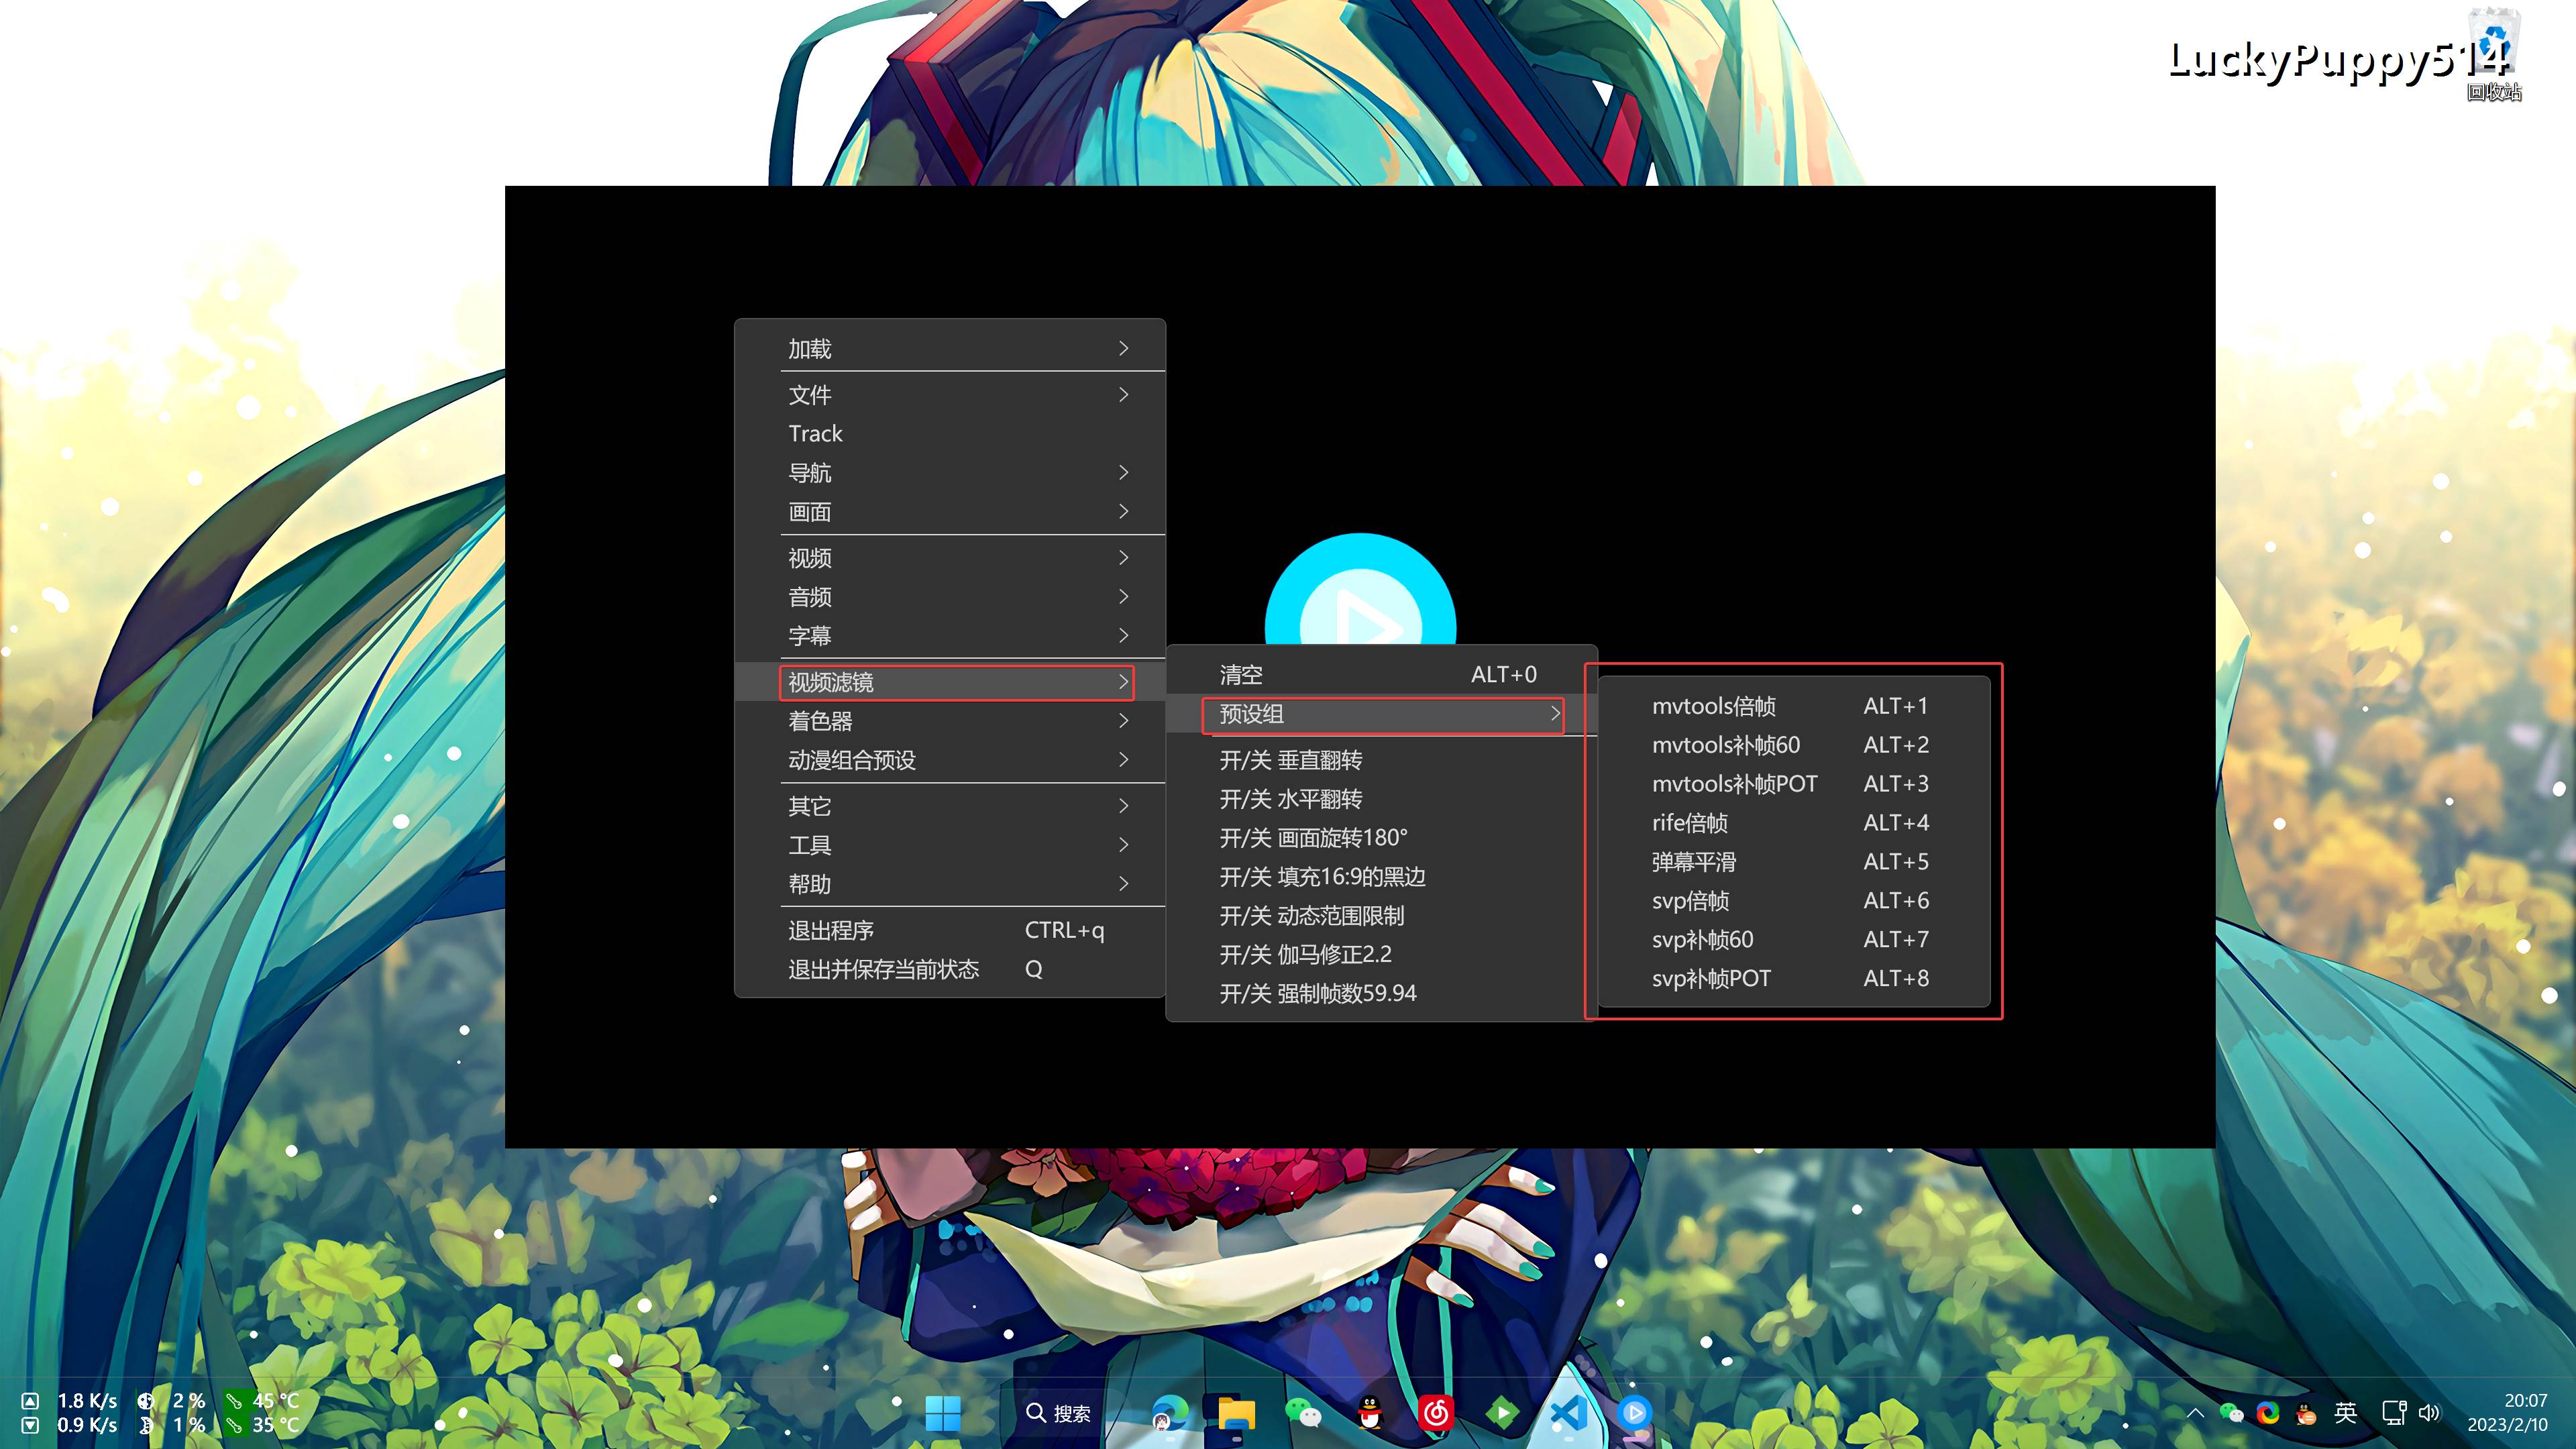 LuckyPuppy514
回收站
加载
文件
Track
导航
画面
视频
音频
字幕
视频滤镜
着色器
动漫组合预设
其它
工具
帮助
退出程序 CTRL+q
退出并保存当前状态 Q
清空 ALT+0
预设组
开/关 垂直翻转
开/关 水平翻转
开/关 画面旋转180°
开/关 填充16:9的黑边
开/关 动态范围限制
开/关 伽马修正2.2
开/关 强制帧数59.94
mvtools倍帧 ALT+1
mvtools补帧60 ALT+2
mvtools补帧POT ALT+3
rife倍帧 ALT+4
弹幕平滑 ALT+5
svp倍帧 ALT+6
svp补帧60 ALT+7
svp补帧POT ALT+8
1.8 K/s 2 % 45 °C
0.9 K/s 1 % 35 °C
搜索
英
20:07
2023/2/10